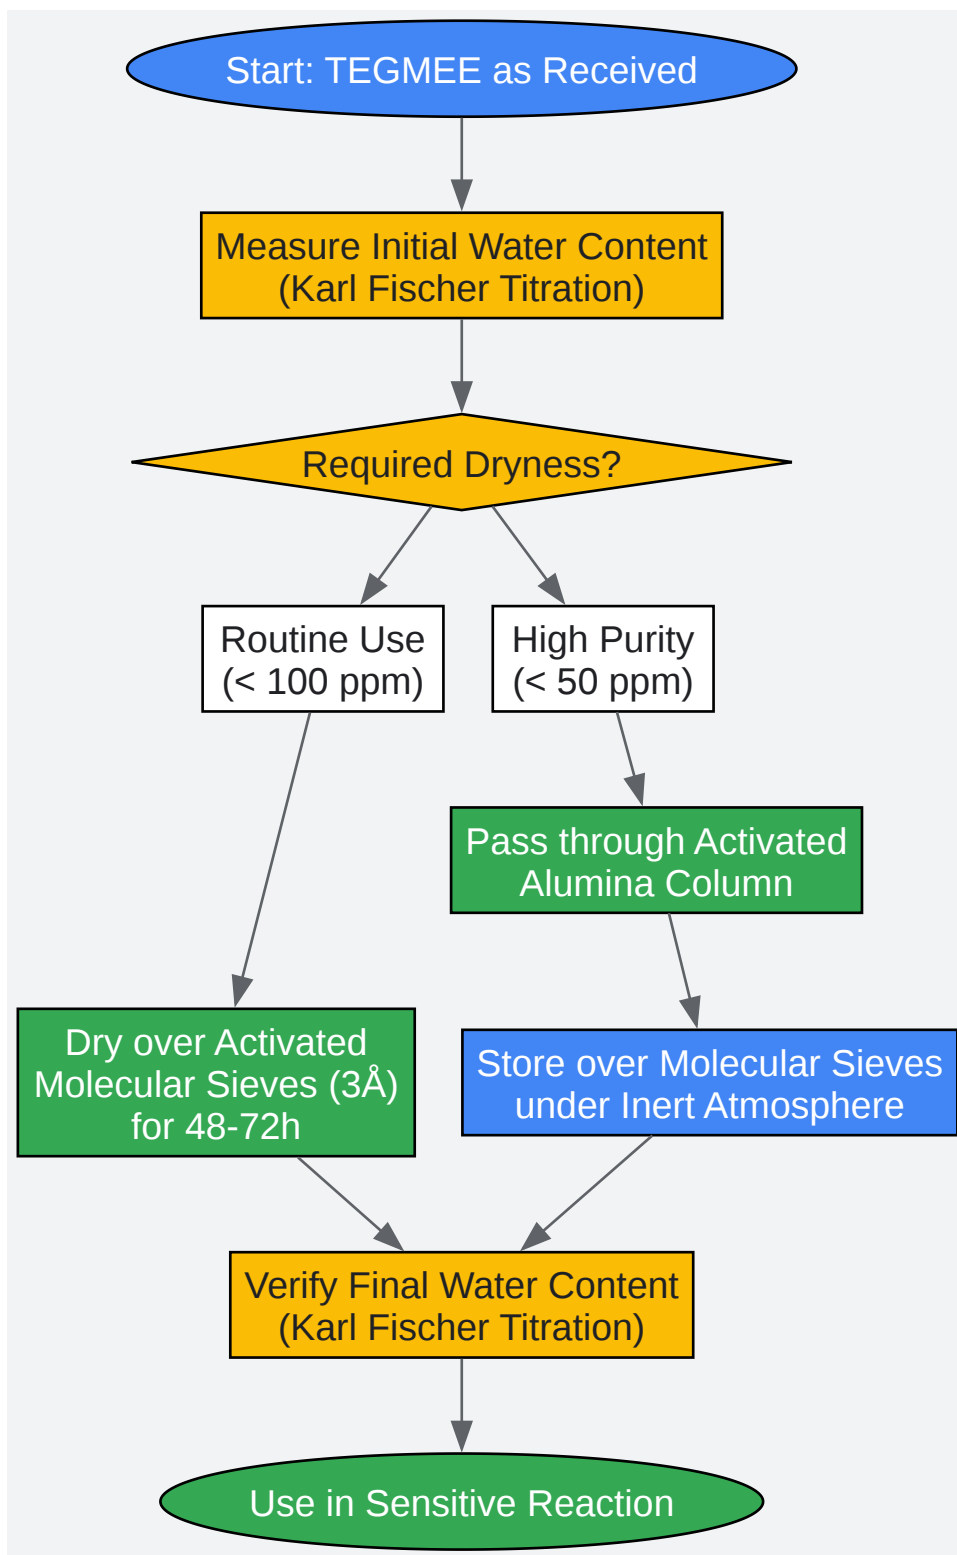 Start: TEGMEE as Received
Measure Initial Water Content
(Karl Fischer Titration)
Required Dryness?
Routine Use
(< 100 ppm)
High Purity
(< 50 ppm)
Pass through Activated
Alumina Column
Dry over Activated
Molecular Sieves (3Å)
for 48-72h
Store over Molecular Sieves
under Inert Atmosphere
Verify Final Water Content
(Karl Fischer Titration)
Use in Sensitive Reaction